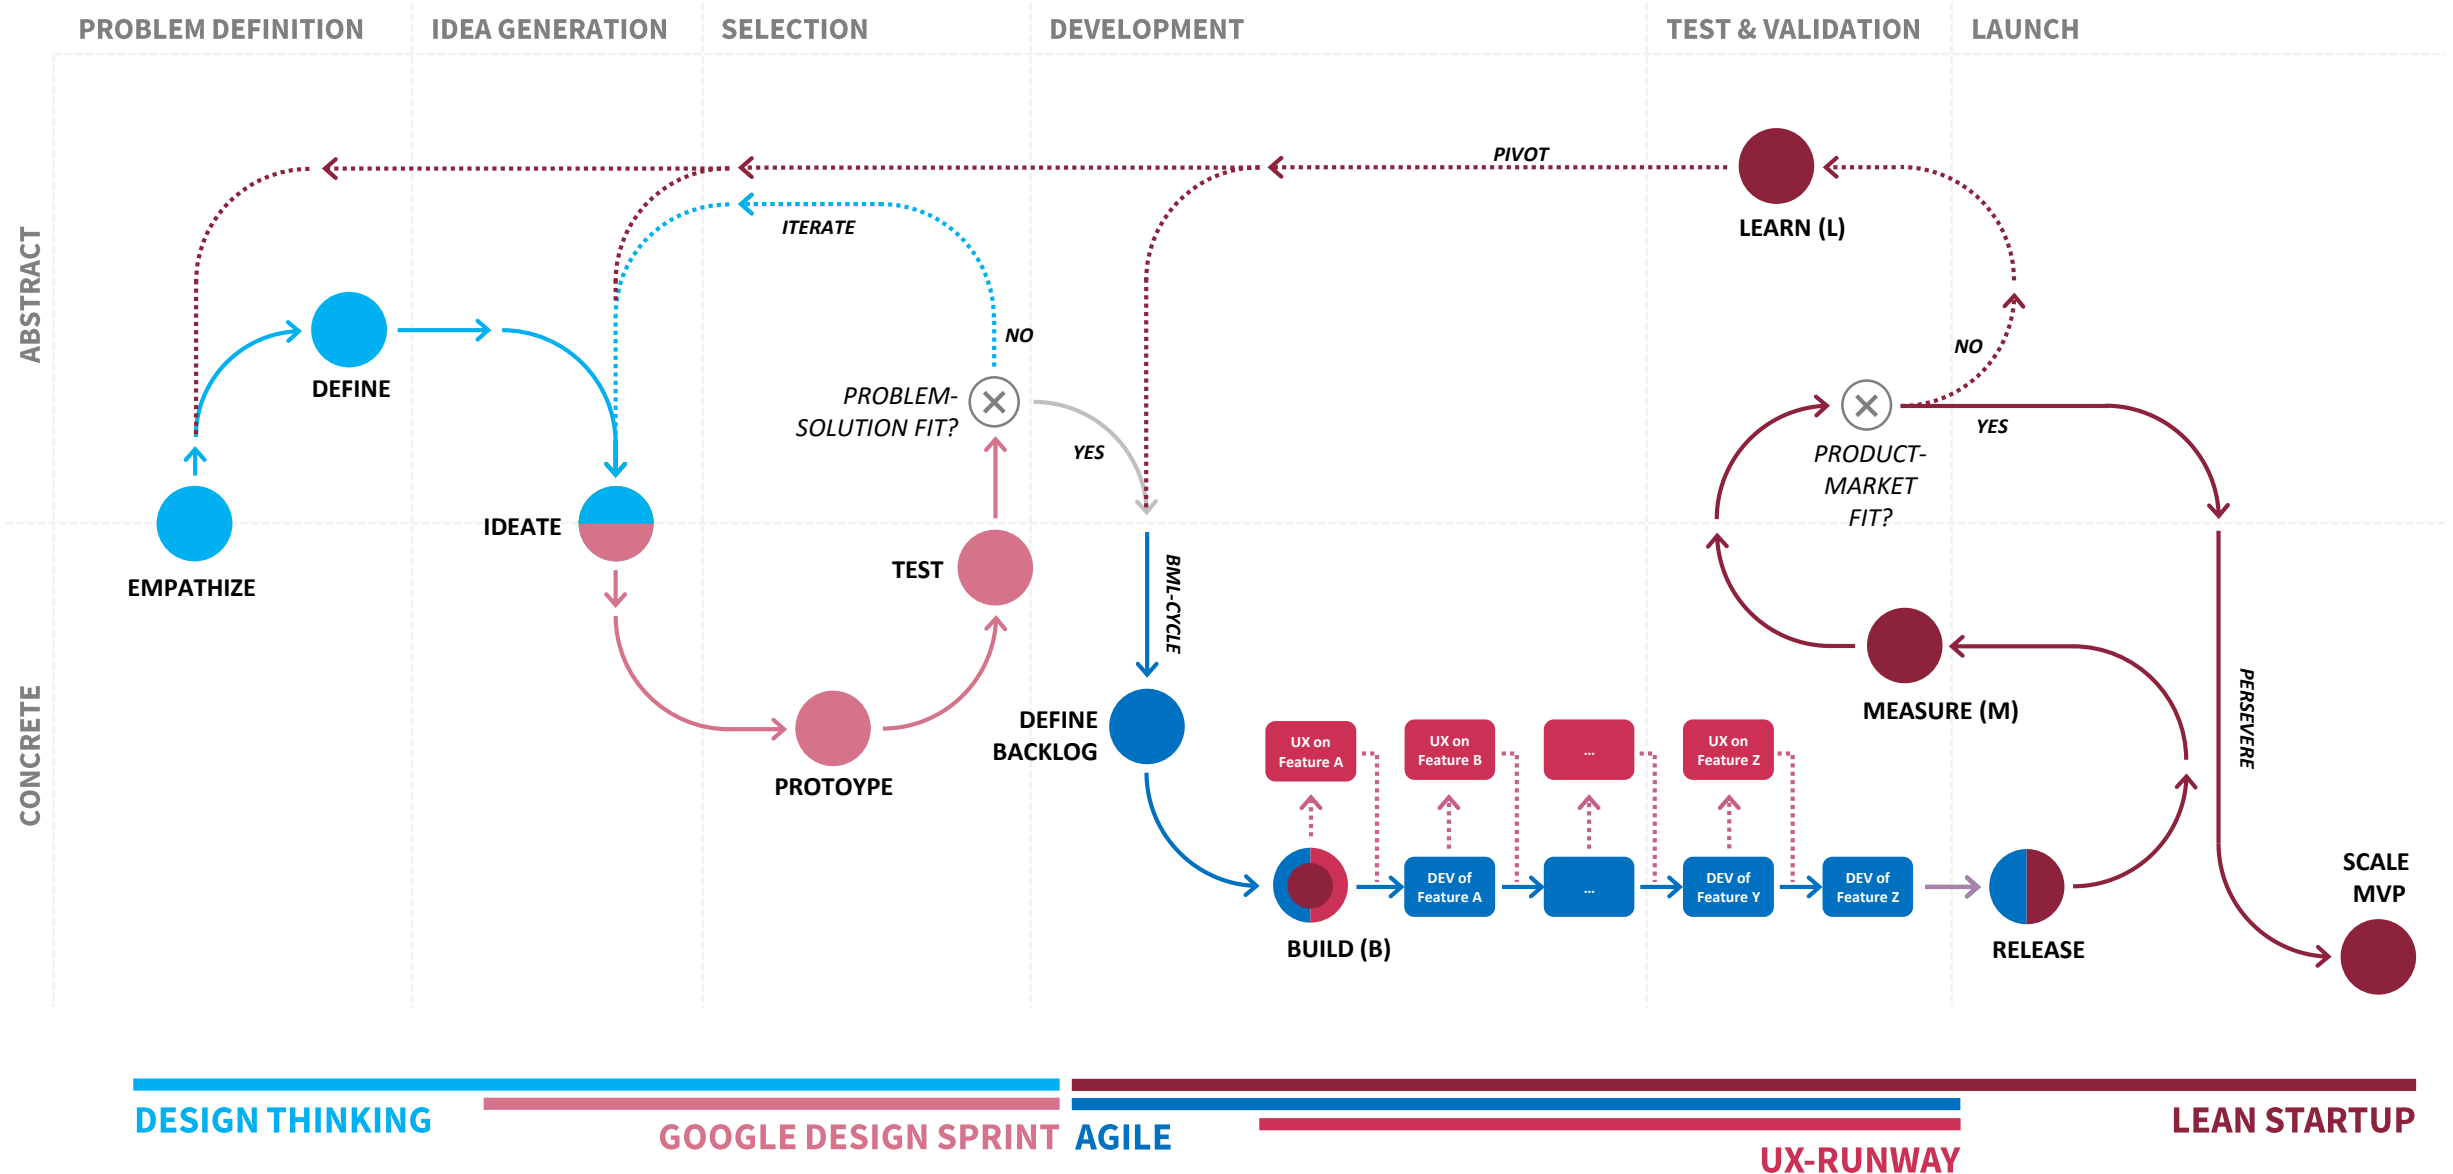 PROBLEM DEFINITION
IDEA GENERATION
SELECTION
DEVELOPMENT
TEST & VALIDATION
LAUNCH
ABSTRACT
CONCRETE
PIVOT
LEARN (L)
ITERATE
NO
DEFINE
PROBLEM-
SOLUTION FIT?
YES
NO
YES
PRODUCT-
MARKET
FIT?
EMPATHIZE
IDEATE
TEST
PROTOYPE
BML-CYCLE
DEFINE
BACKLOG
MEASURE (M)
PERSEVERE
UX on
Feature A
UX on
Feature B
...
UX on
Feature Z
BUILD (B)
DEV of
Feature A
...
DEV of
Feature Y
DEV of
Feature Z
RELEASE
SCALE
MVP
DESIGN THINKING
GOOGLE DESIGN SPRINT
AGILE
UX-RUNWAY
LEAN STARTUP